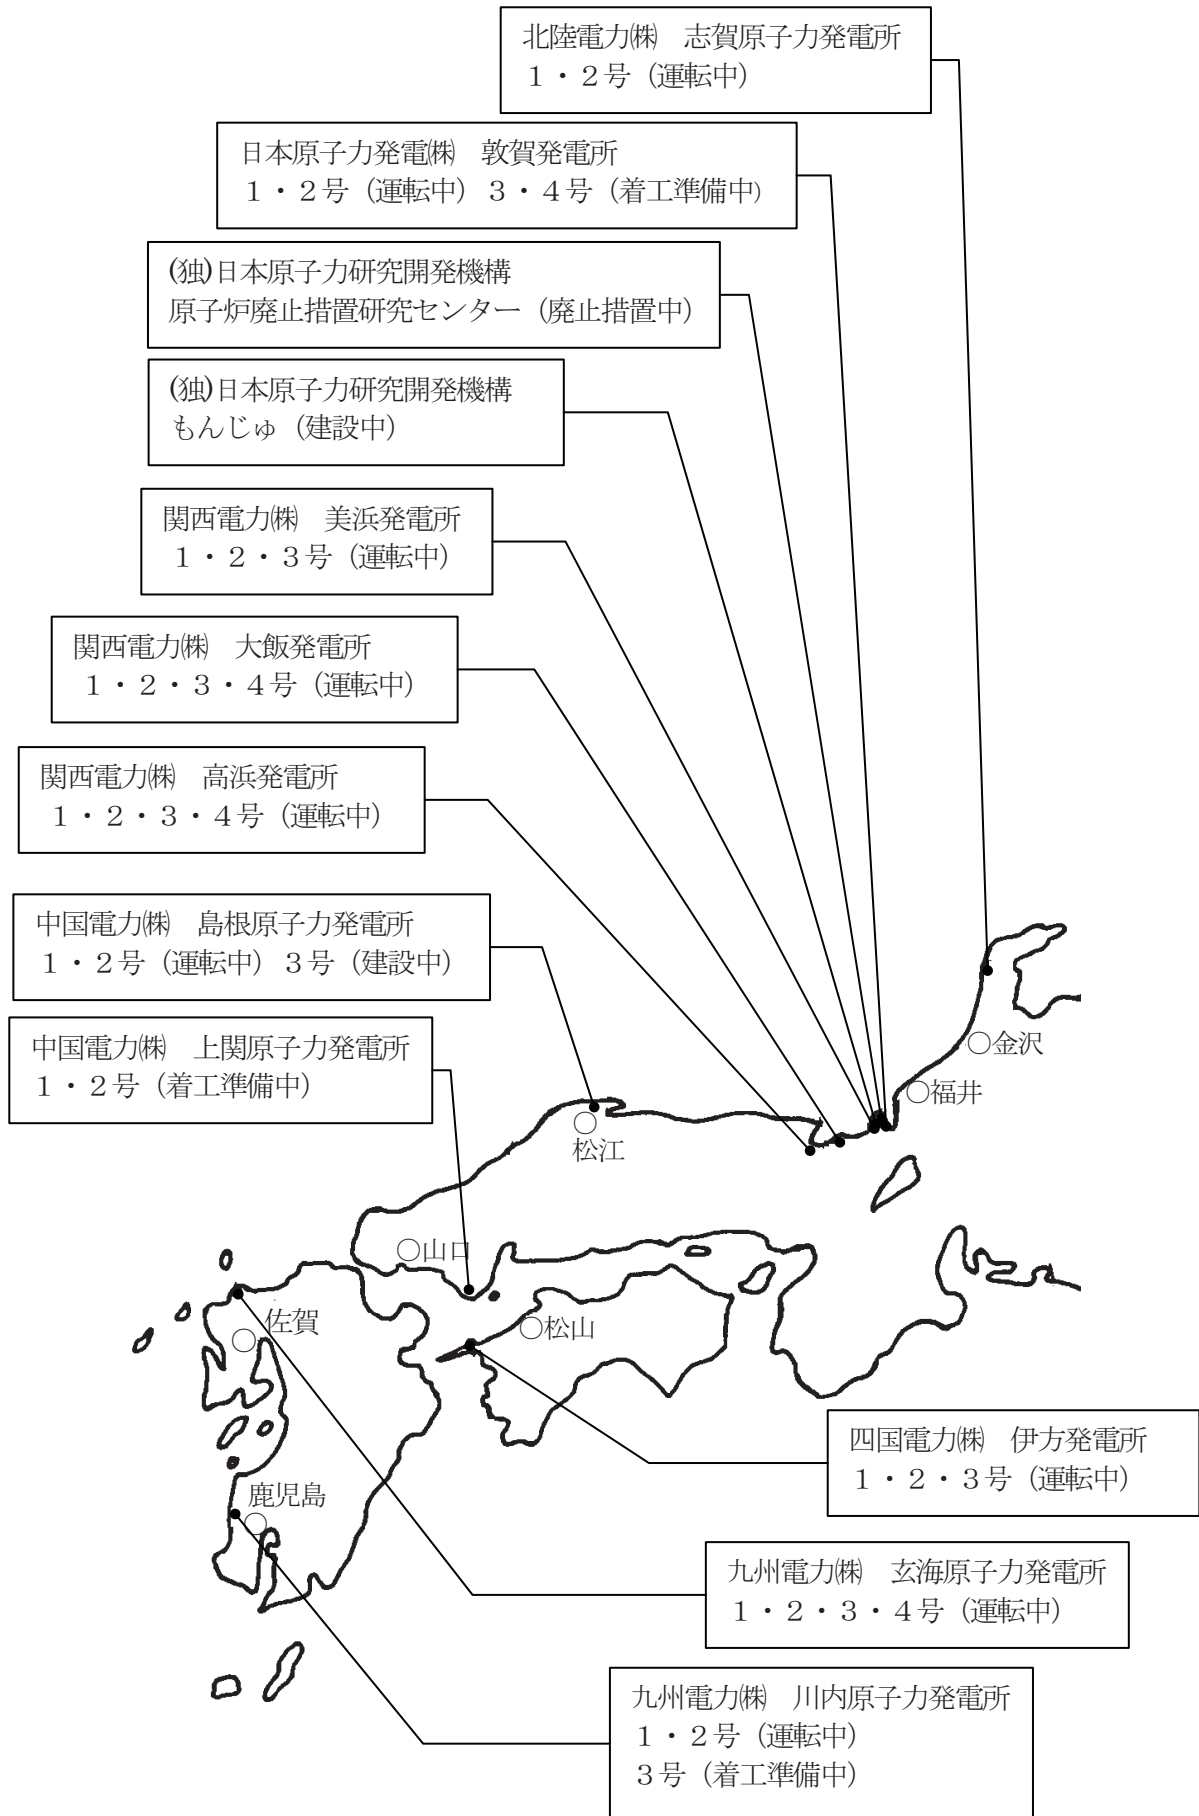 北陸電力㈱　志賀原子力発電所
１・２号（運転中）
日本原子力発電㈱　敦賀発電所
１・２号（運転中）３・４号（着工準備中）
(独)日本原子力研究開発機構
原子炉廃止措置研究センター（廃止措置中）
(独)日本原子力研究開発機構
もんじゅ（建設中）
関西電力㈱　美浜発電所
１・２・３号（運転中）
関西電力㈱　大飯発電所
１・２・３・４号（運転中）
関西電力㈱　高浜発電所
１・２・３・４号（運転中）
中国電力㈱　島根原子力発電所
１・２号（運転中）３号（建設中）
中国電力㈱　上関原子力発電所
１・２号（着工準備中）
○金沢
○福井
○
松江
○山口
佐賀
○
○松山
四国電力㈱　伊方発電所
１・２・３号（運転中）
鹿児島
○
九州電力㈱　玄海原子力発電所
１・２・３・４号（運転中）
九州電力㈱　川内原子力発電所
１・２号（運転中）
３号（着工準備中）